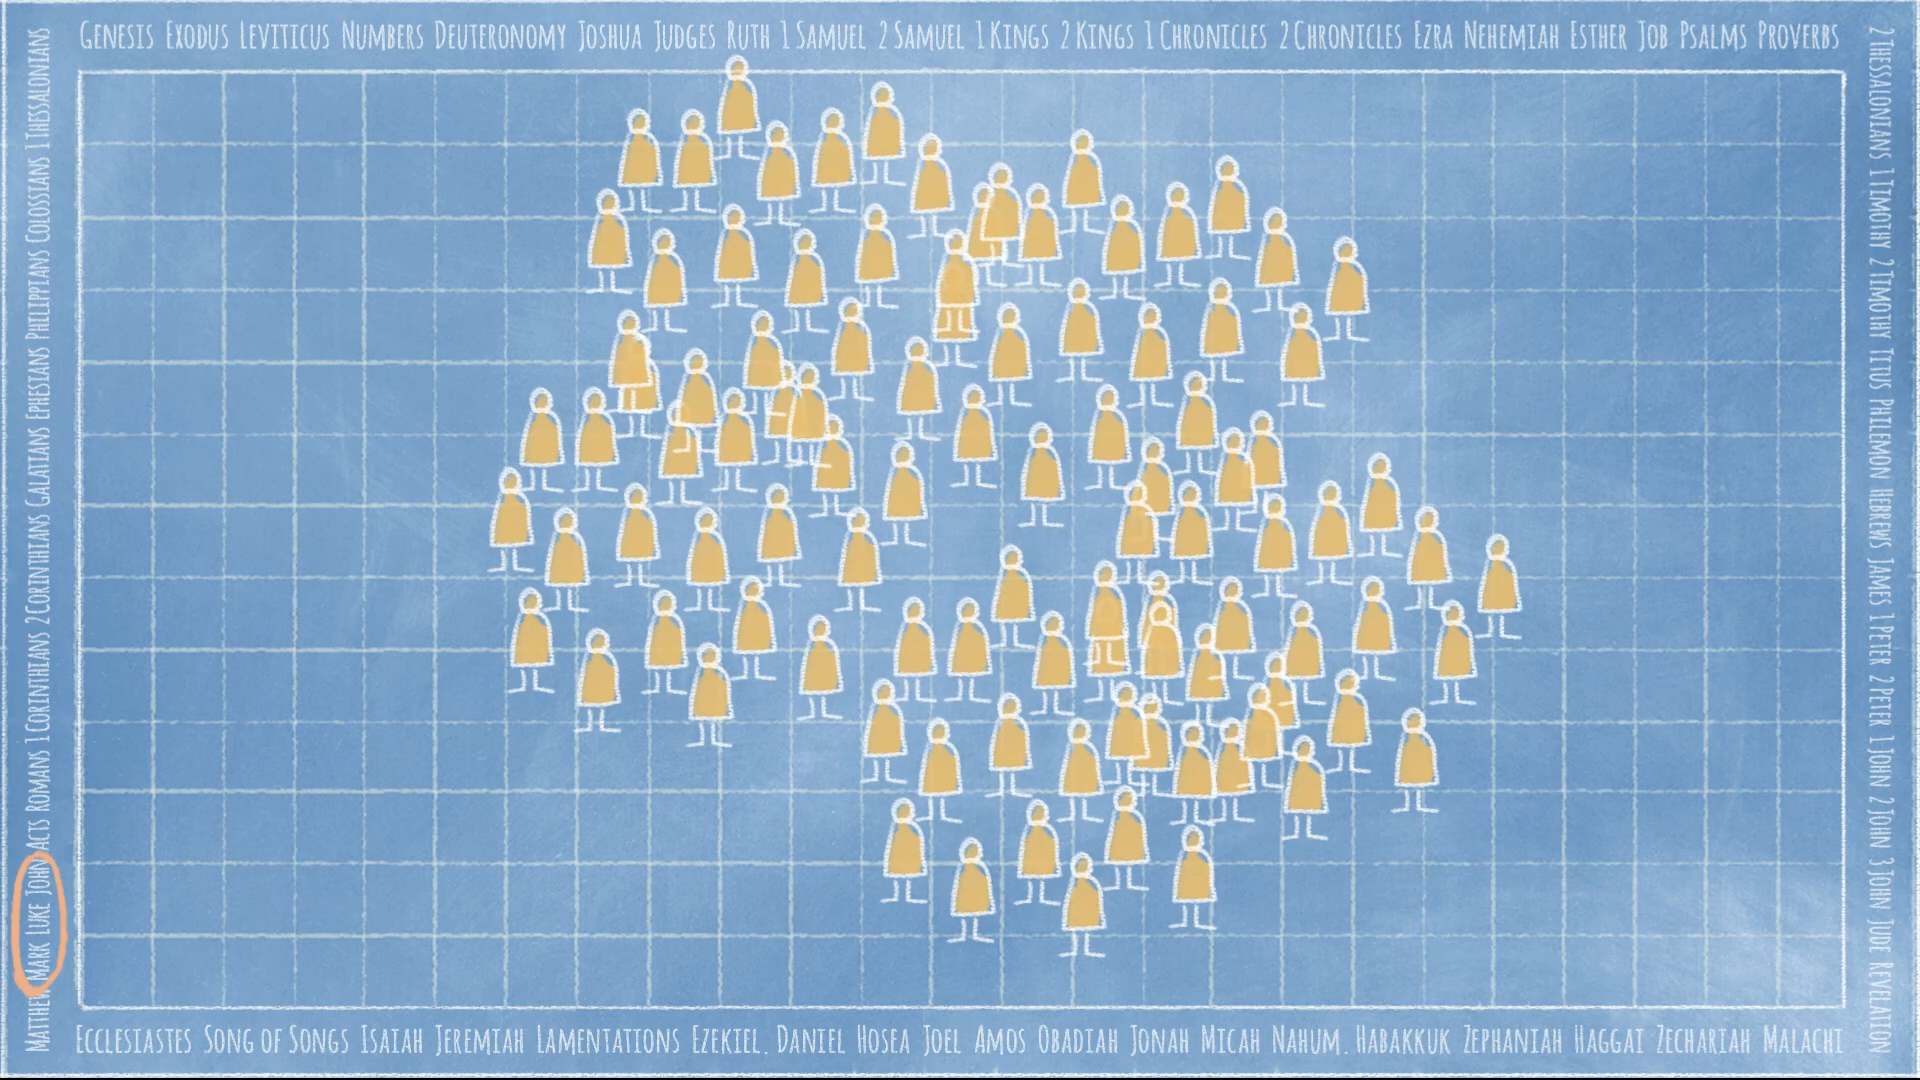 GENESIS EXODUS LEVITICUS NUMBERS DEUTERONOMY JOSHUA JUDGES RUTH 1 SAMUEL 2 SAMUEL 1 KINGS 2 KINGS 1 CHRONICLES 2 CHRONICLES EZRA NEHEMIAH ESTHER JOB PSALMS PROVERBS
ECCLESIASTES SONG OF SONGS ISAIAH JEREMIAH LAMENTATIONS EZEKIEL. DANIEL HOSEA JOEL AMOS OBADIAH JONAH MICAH NAHUM. HABAKKUK ZEPHANIAH HAGGAI ZECHARIAH MALACHI
MATTHEW MARK LUKE JOHN ACTS ROMANS 1 CORINTHIANS 2 CORINTHIANS GALATIANS EPHESIANS PHILIPPIANS COLOSSIANS 1 THESSALONIANS
2 THESSALONIANS 1 TIMOTHY 2 TIMOTHY TITUS PHILEMON HEBREWS JAMES 1 PETER 2 PETER 1 JOHN 2 JOHN 3 JOHN JUDE REVELATION